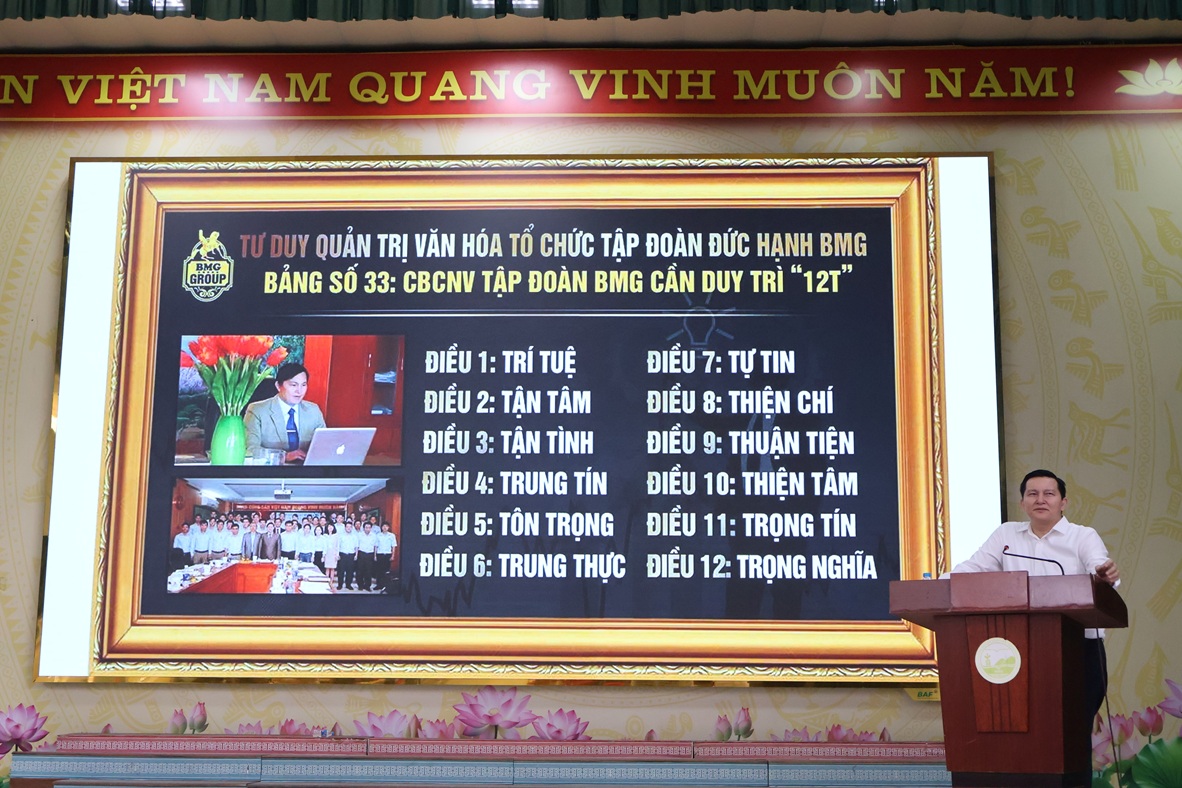 N VIỆT NAM QUANG VINH MUÔN NĂM!
BMG
GROUP
TƯ DUY QUẢN TRỊ VĂN HÓA TỔ CHỨC TẬP ĐOÀN ĐỨC HẠNH BMG
BẢNG SỐ 33: CBCNV TẬP ĐOÀN BMG CẦN DUY TRÌ “12T”
ĐIỀU 1: TRÍ TUỆ
ĐIỀU 2: TẬN TÂM
ĐIỀU 3: TẬN TÌNH
ĐIỀU 4: TRUNG TÍN
ĐIỀU 5: TÔN TRỌNG
ĐIỀU 6: TRUNG THỰC
ĐIỀU 7: TỰ TIN
ĐIỀU 8: THIỆN CHÍ
ĐIỀU 9: THUẬN TIỆN
ĐIỀU 10: THIỆN TÂM
ĐIỀU 11: TRỌNG TÍN
ĐIỀU 12: TRỌNG NGHĨA